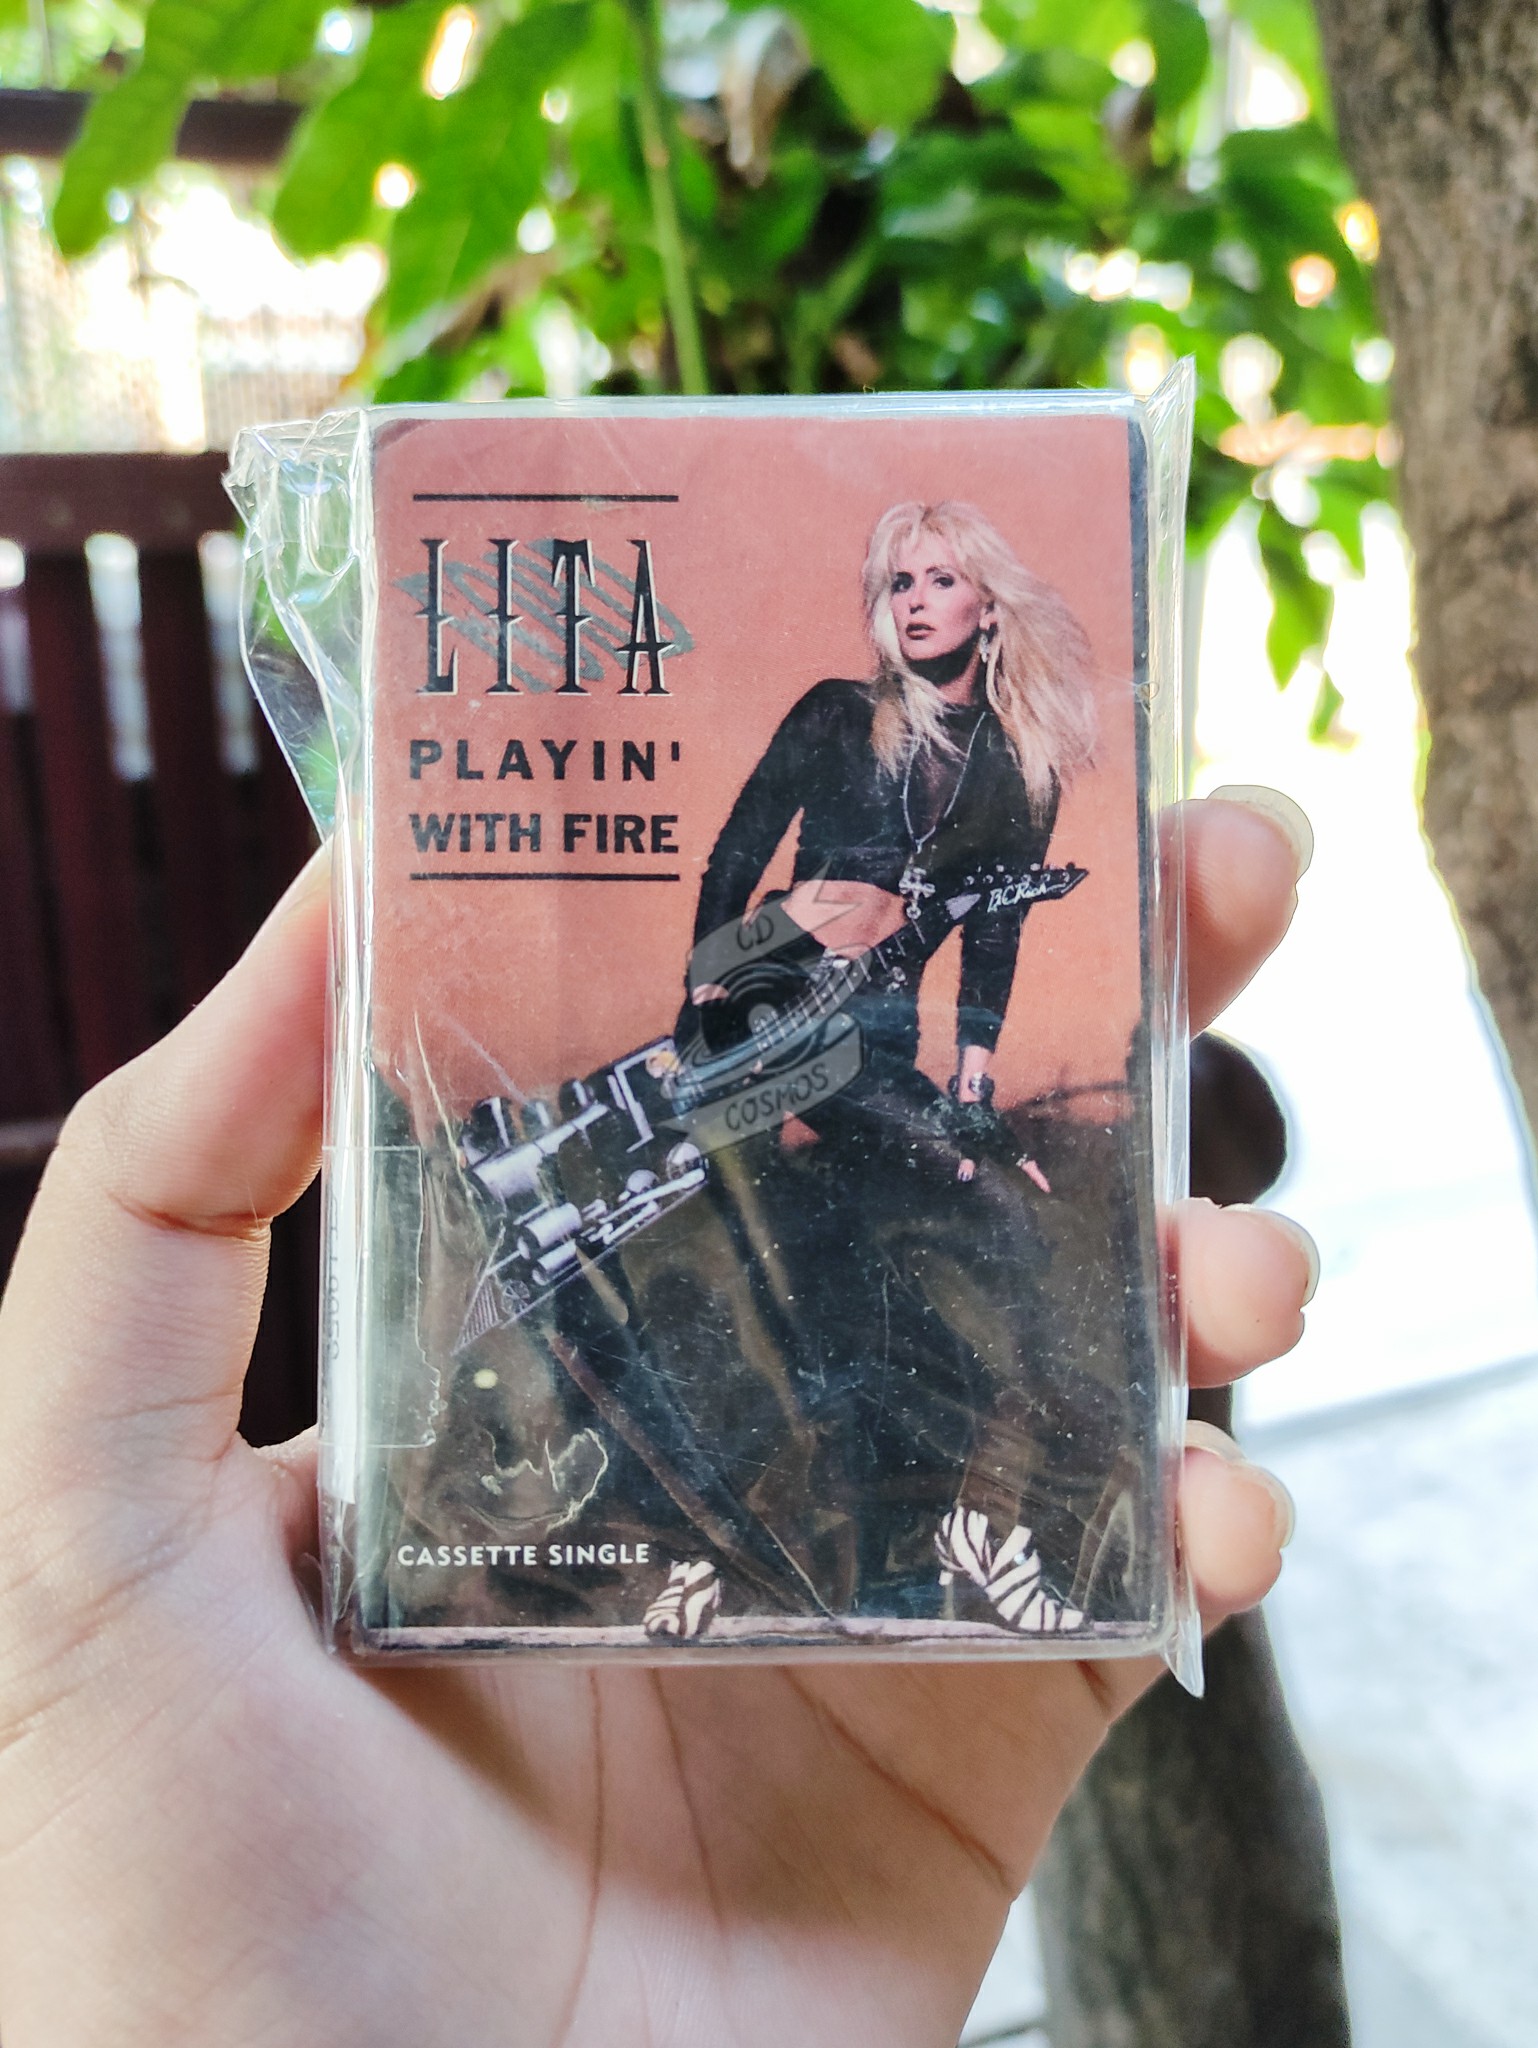 LITA
PLAYIN'
WITH FIRE
B.C. Rich
CD
COSMOS
CASSETTE SINGLE